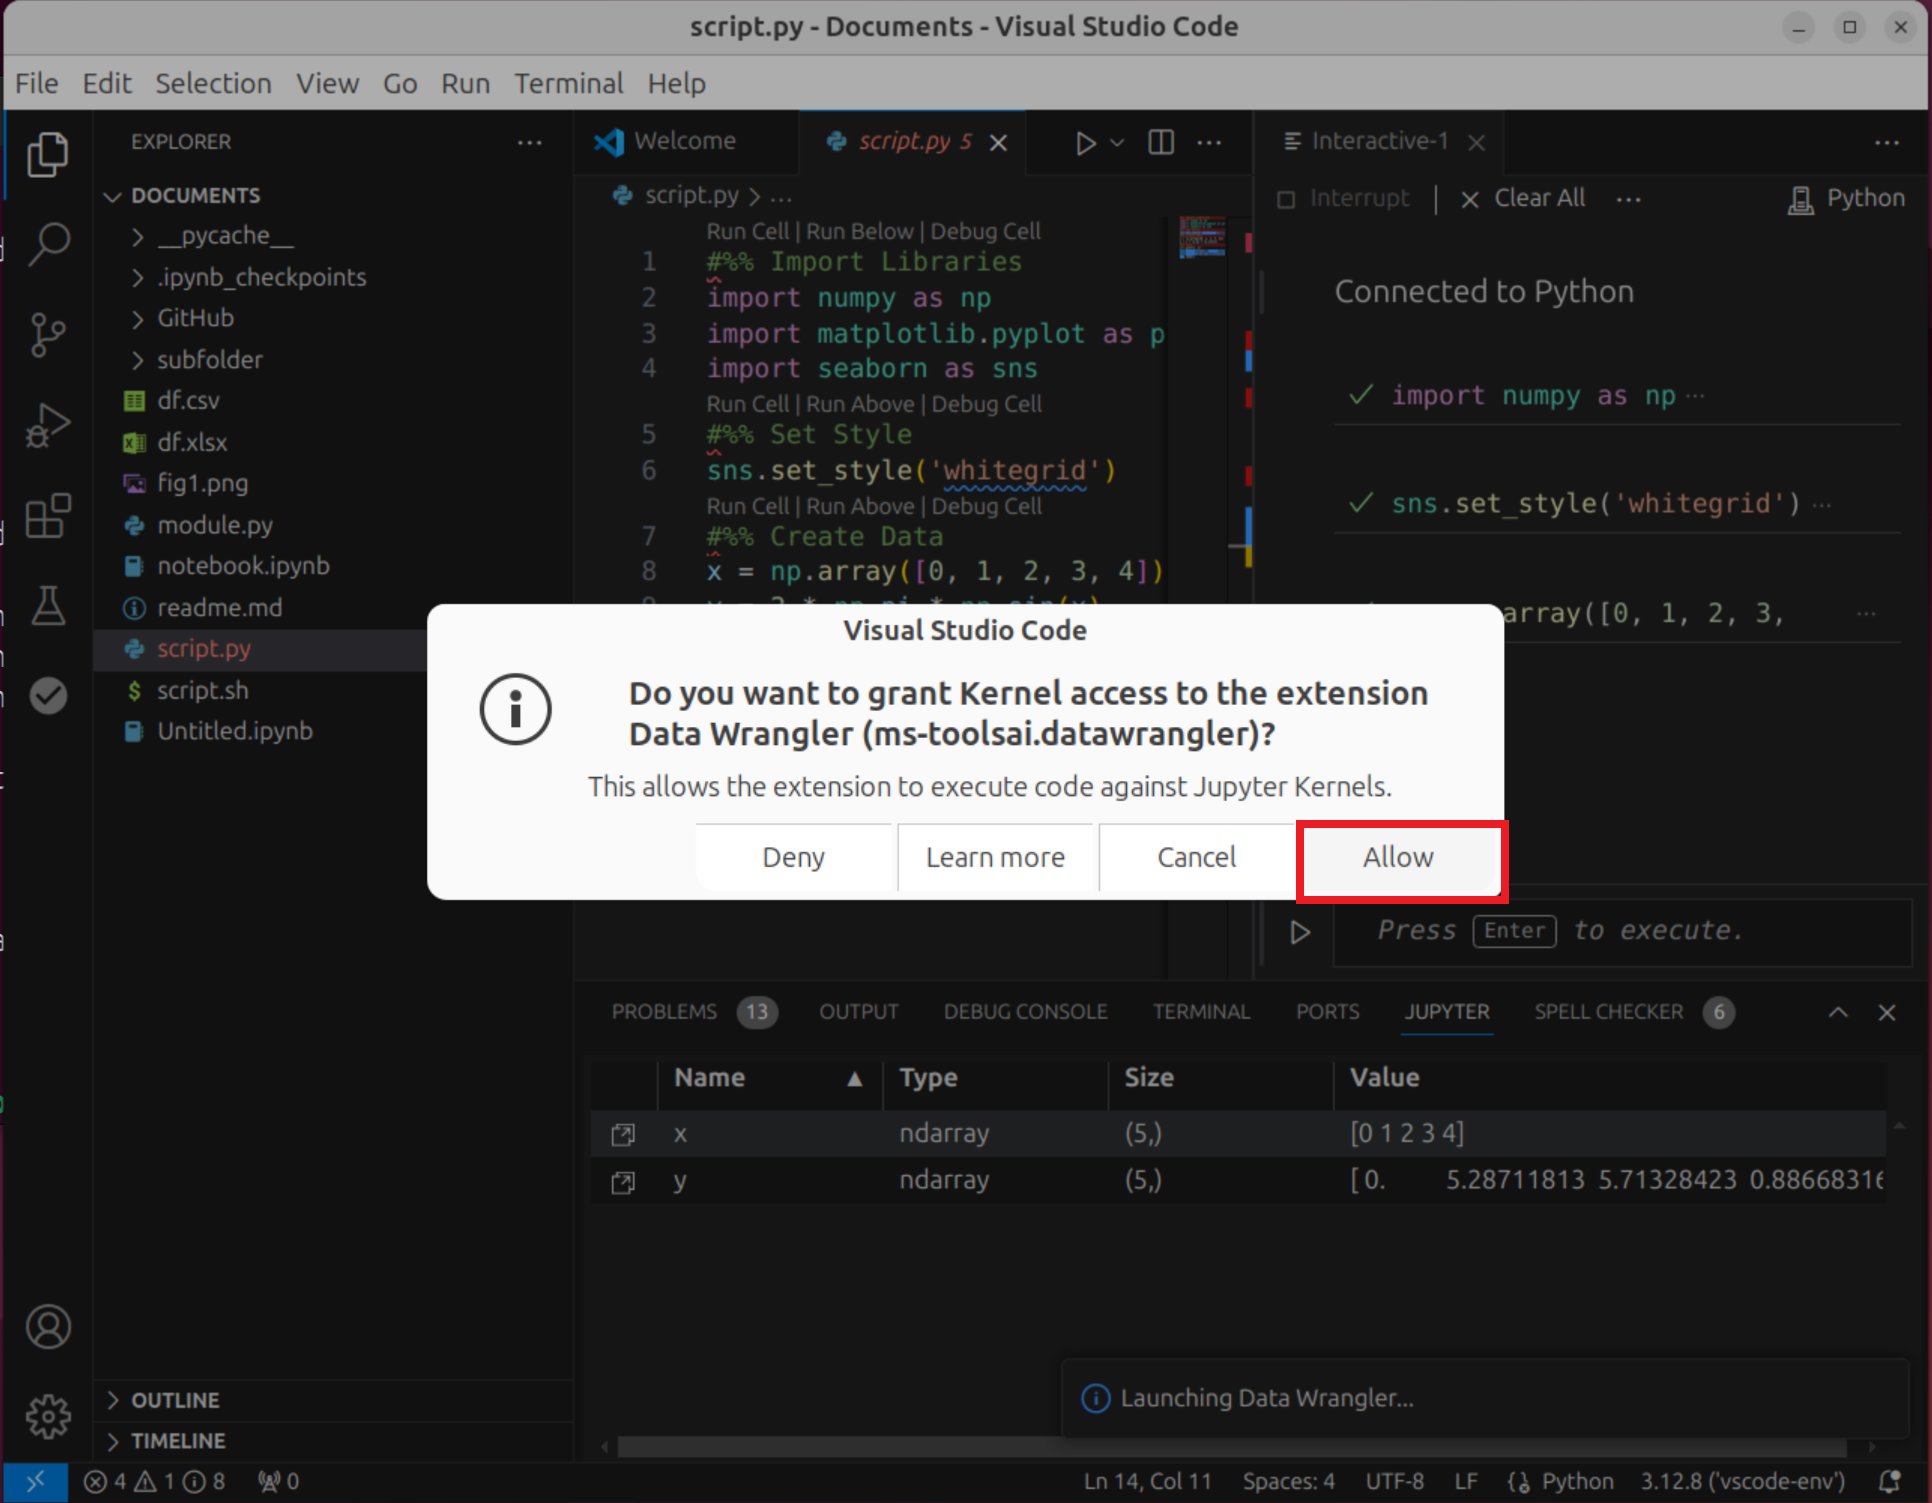 script.py - Documents - Visual Studio Code
File Edit Selection View Go Run Terminal Help
EXPLORER
DOCUMENTS
__pycache__
.ipynb_checkpoints
GitHub
subfolder
df.csv
df.xlsx
fig1.png
module.py
notebook.ipynb
readme.md
script.py
script.sh
Untitled.ipynb
OUTLINE
TIMELINE
Welcome
script.py 5
script.py > ...
Run Cell | Run Below | Debug Cell
1 #%% Import Libraries
2 import numpy as np
3 import matplotlib.pyplot as p
4 import seaborn as sns
Run Cell | Run Above | Debug Cell
5 #%% Set Style
6 sns.set_style('whitegrid')
Run Cell | Run Above | Debug Cell
7 #%% Create Data
8 x = np.array([0, 1, 2, 3, 4])
Interactive-1
Interrupt | Clear All ... Python
Connected to Python
import numpy as np ...
sns.set_style('whitegrid') ...
array([0, 1, 2, 3, ...
Press Enter to execute.
Visual Studio Code
Do you want to grant Kernel access to the extension
Data Wrangler (ms-toolsai.datawrangler)?
This allows the extension to execute code against Jupyter Kernels.
Deny Learn more Cancel Allow
PROBLEMS 13 OUTPUT DEBUG CONSOLE TERMINAL PORTS JUPYTER SPELL CHECKER 6
Name Type Size Value
x ndarray (5,) [0 1 2 3 4]
y ndarray (5,) [ 0. 5.28711813 5.71328423 0.88668316
Launching Data Wrangler...
4 1 8 0 Ln 14, Col 11 Spaces: 4 UTF-8 LF Python 3.12.8 ('vscode-env')